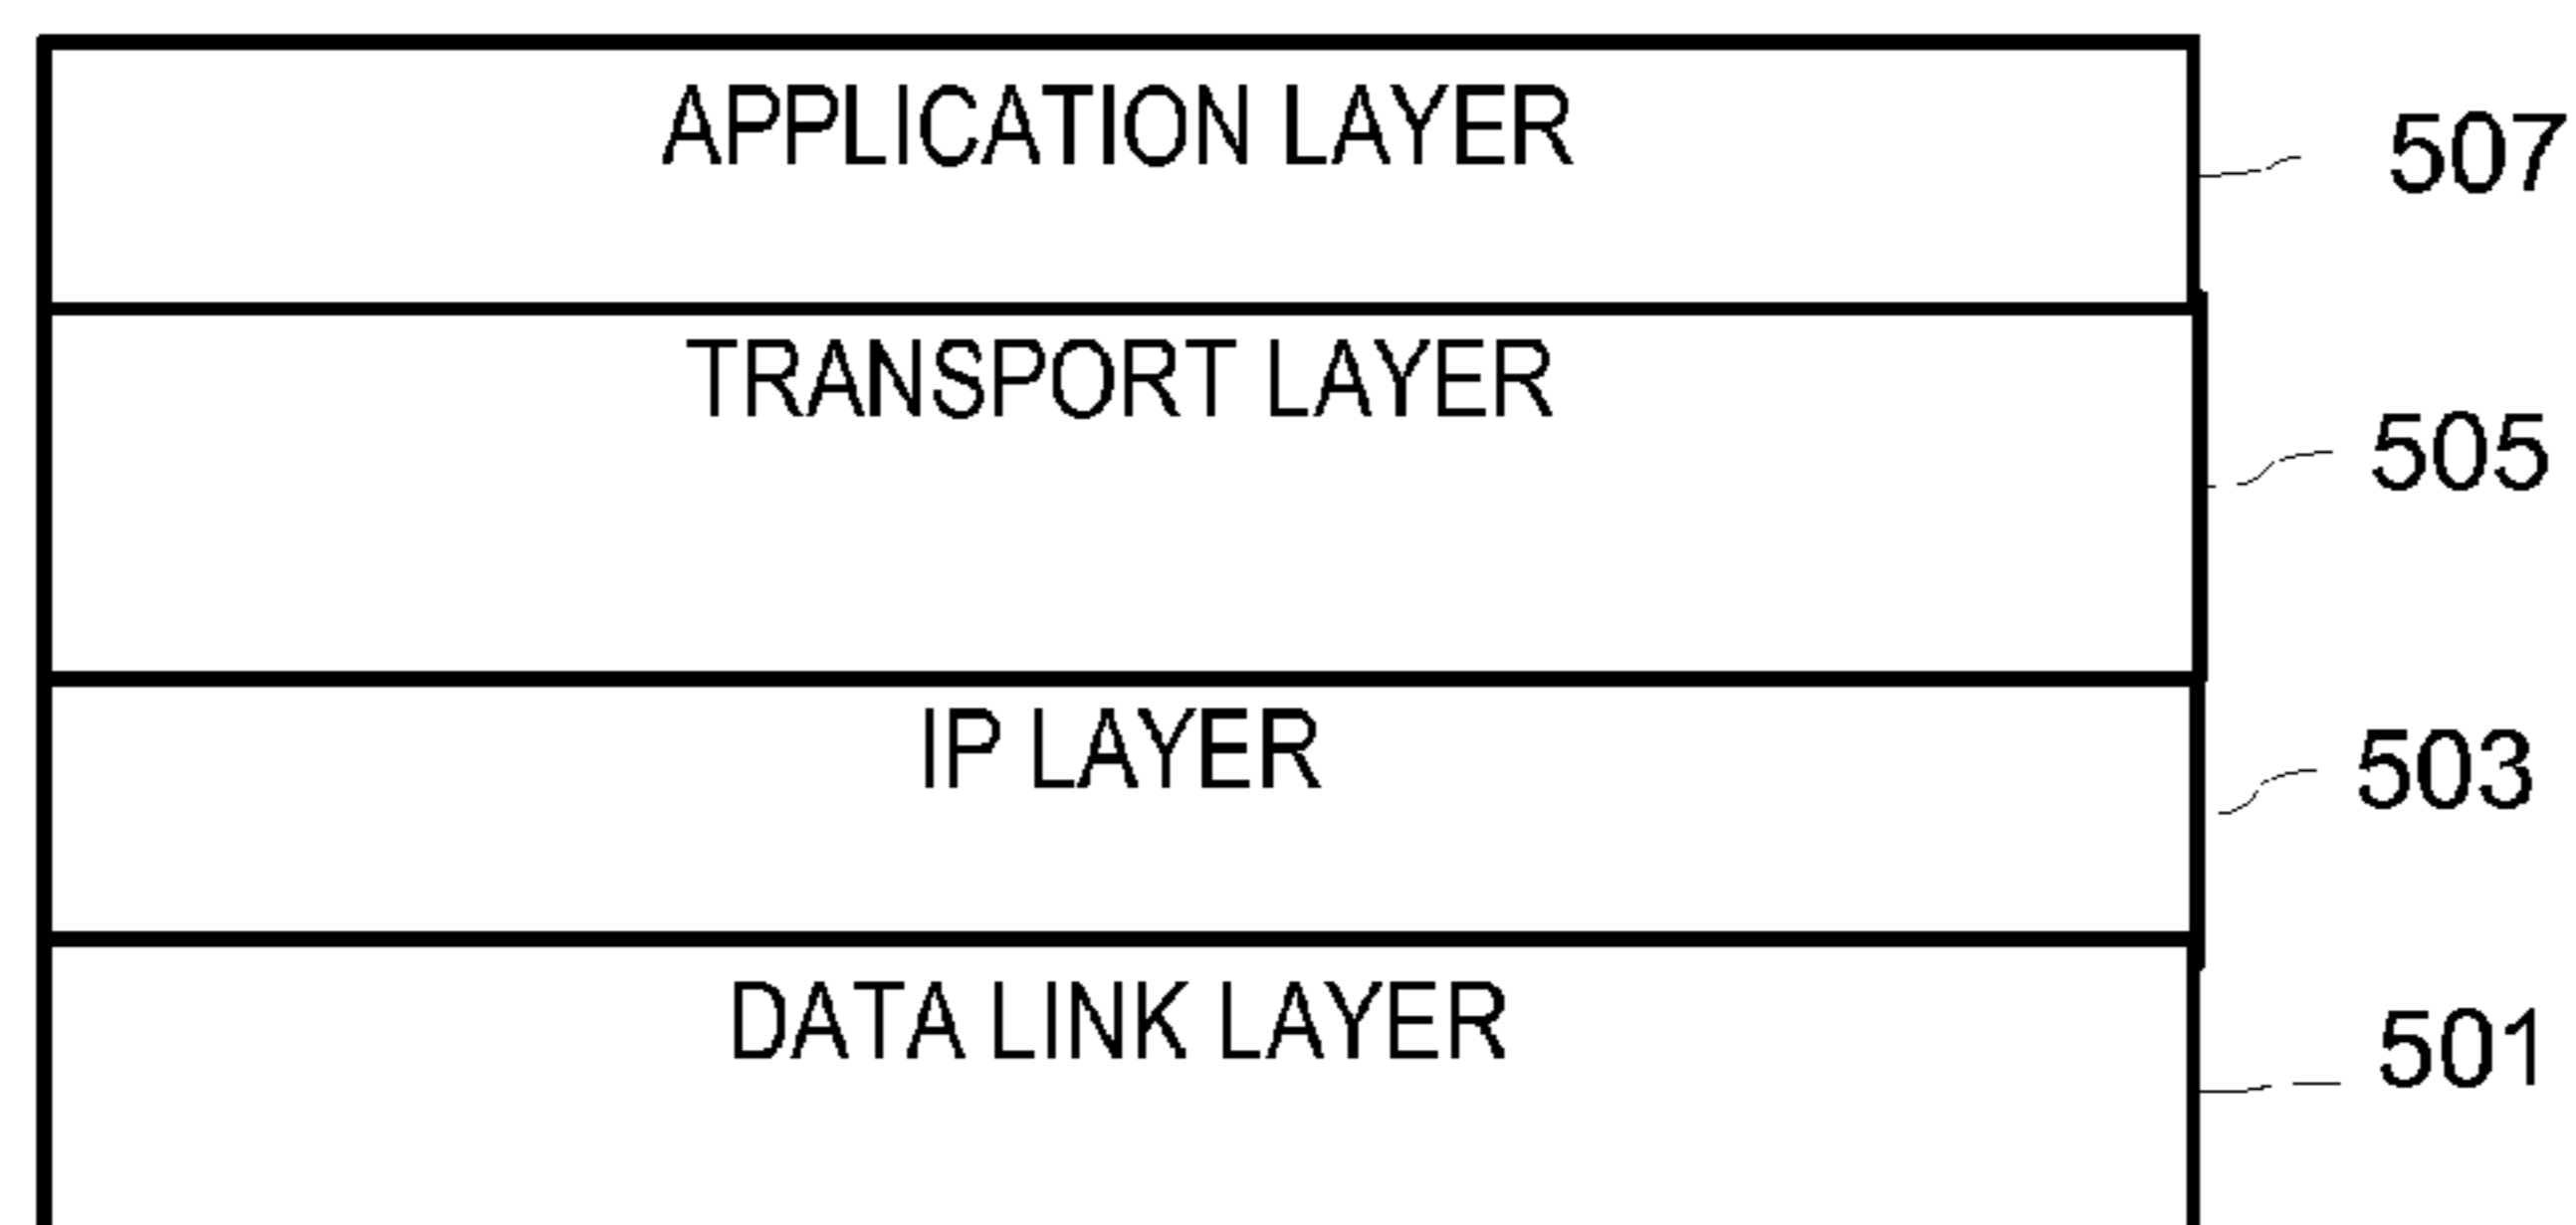 APPLICATION LAYER
507
TRANSPORT LAYER
505
IP LAYER
503
DATA LINK LAYER
501